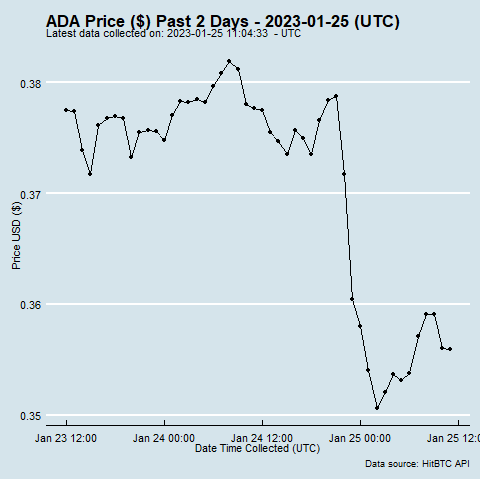 ADA Price ($) Past 2 Days - 2023-01-25 (UTC)
Latest data collected on: 2023-01-25 11:04:33 - UTC
0.38
0.37
0.36
0.35
Price USD ($)
Jan 23 12:00 Jan 24 00:00 Jan 24 12:00 Jan 25 00:00 Jan 25 12:00
Date Time Collected (UTC)
Data source: HitBTC API